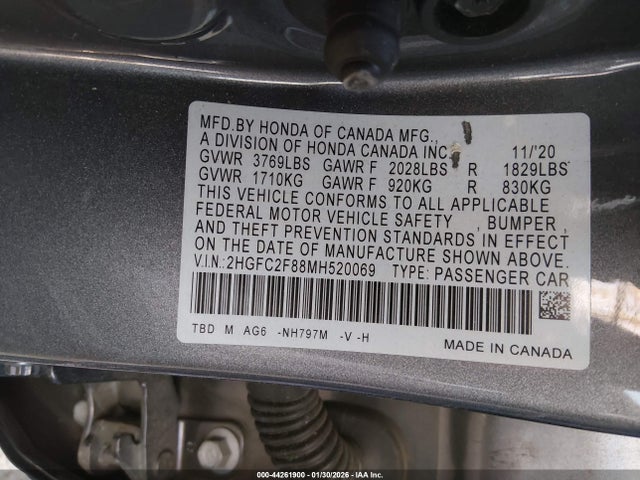 MFD.BY HONDA OF CANADA MFG.,
A DIVISION OF HONDA CANADA INC. 11/'20
GVWR 3769LBS GAWR F 2028LBS R 1829LBS
GVWR 1710KG GAWR F 920KG R 830KG
THIS VEHICLE CONFORMS TO ALL APPLICABLE
FEDERAL MOTOR VEHICLE SAFETY , BUMPER ,
AND THEFT PREVENTION STANDARDS IN EFFECT
ON THE DATE OF MANUFACTURE SHOWN ABOVE.
V.I.N.:2HGFC2F88MH520069 TYPE: PASSENGER CAR
TBD M AG6 -NH797M -V -H
MADE IN CANADA
000-44261900 - 01/30/2026 - IAA Inc.